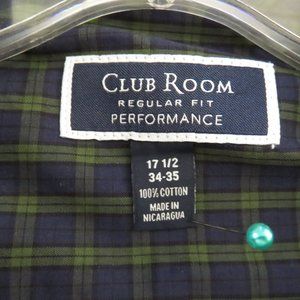 CLUB ROOM
REGULAR FIT
PERFORMANCE
17 1/2
34-35
100% COTTON
MADE IN
NICARAGUA